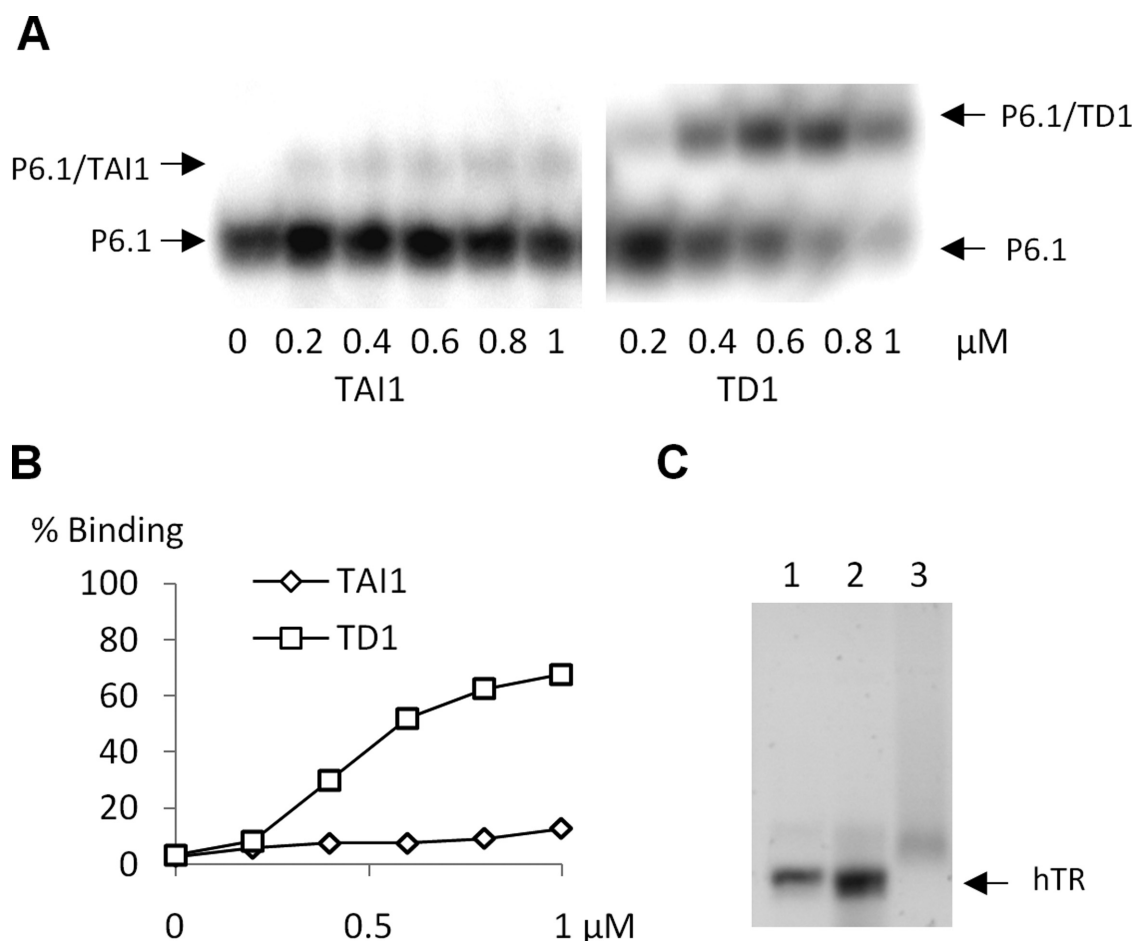 A
P6.1/TAI1
P6.1
P6.1/TD1
P6.1
0 0.2 0.4 0.6 0.8 1
TAI1
0.2 0.4 0.6 0.8 1 µM
TD1
B
% Binding
TAI1
TD1
100
80
60
40
20
0
0 0.5 1 µM
C
1 2 3
hTR